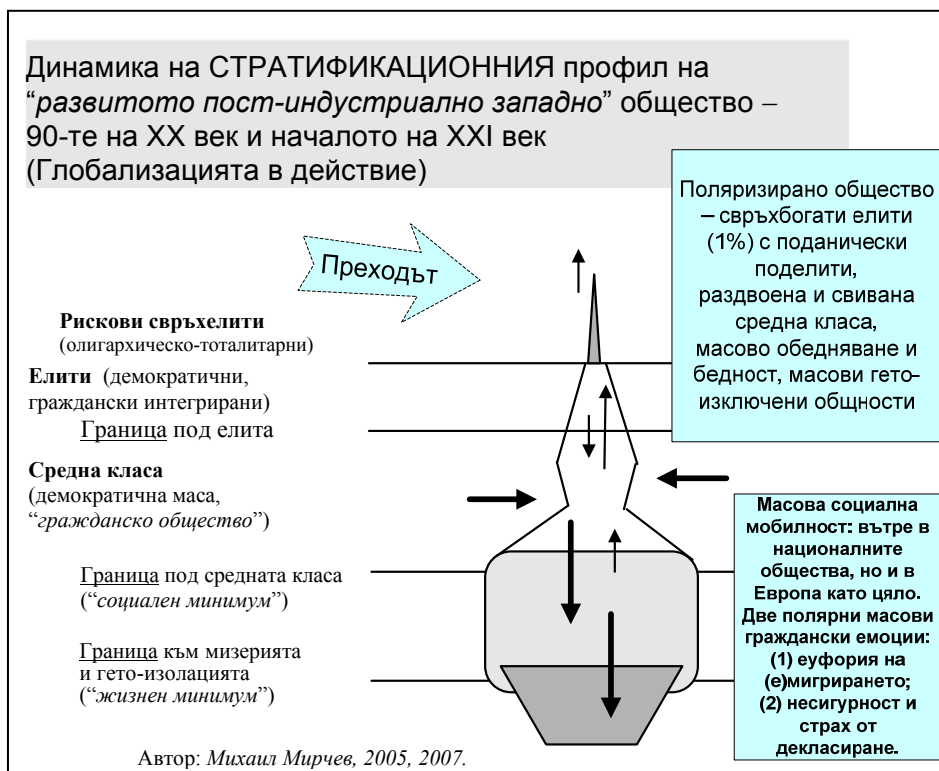 Динамика на СТРАТИФИКАЦИОННИЯ профил на
“развитото пост-индустриално западно” общество –
90-те на XX век и началото на XXI век
(Глобализацията в действие)
Преходът
Поляризирано общество
– свръхбогати елити
(1%) с поданически
поделити,
раздвоена и свивана
средна класа,
масово обедняване и
бедност, масови гето-
изключени общности
Рискови свръхелити
(олигархическо-тоталитарни)
Елити (демократични,
граждански интегрирани)
Граница под елита
Средна класа
(демократична маса,
“гражданско общество”)
Граница под средната класа
(“социален минимум”)
Граница към мизерията
и гето-изолацията
(“жизнен минимум”)
Масова социална
мобилност: вътре в
националните
общества, но и в
Европа като цяло.
Две полярни масови
граждански емоции:
(1) еуфория на
(е)мигрирането;
(2) несигурност и
страх от
декласиране.
Автор: Михаил Мирчев, 2005, 2007.